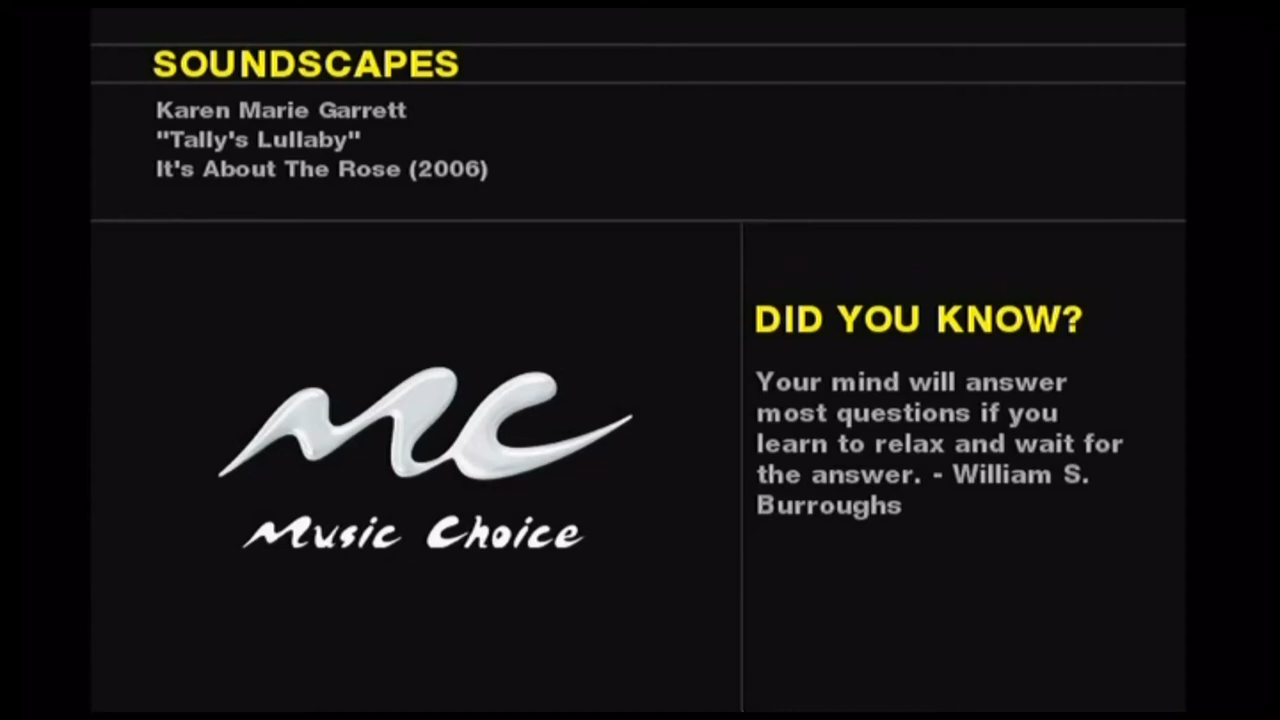 SOUNDSCAPES
Karen Marie Garrett
"Tally's Lullaby"
It's About The Rose (2006)
MC
Music Choice
DID YOU KNOW?
Your mind will answer
most questions if you
learn to relax and wait for
the answer. - William S.
Burroughs